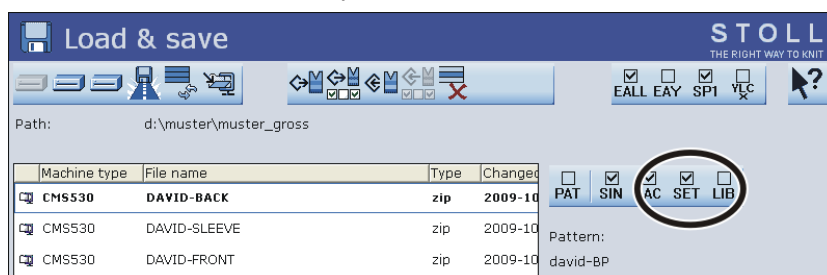 Load & save
STOLL
THE RIGHT WAY TO KNIT
EALL EAY SP1 YLC
Path: d:\muster\muster_gross
Machine type File name Type Changed
CMS530 DAVID-BACK zip 2009-10
CMS530 DAVID-SLEEVE zip 2009-10
CMS530 DAVID-FRONT zip 2009-10
PAT SIN JAC SET LIB
Pattern:
david-BP